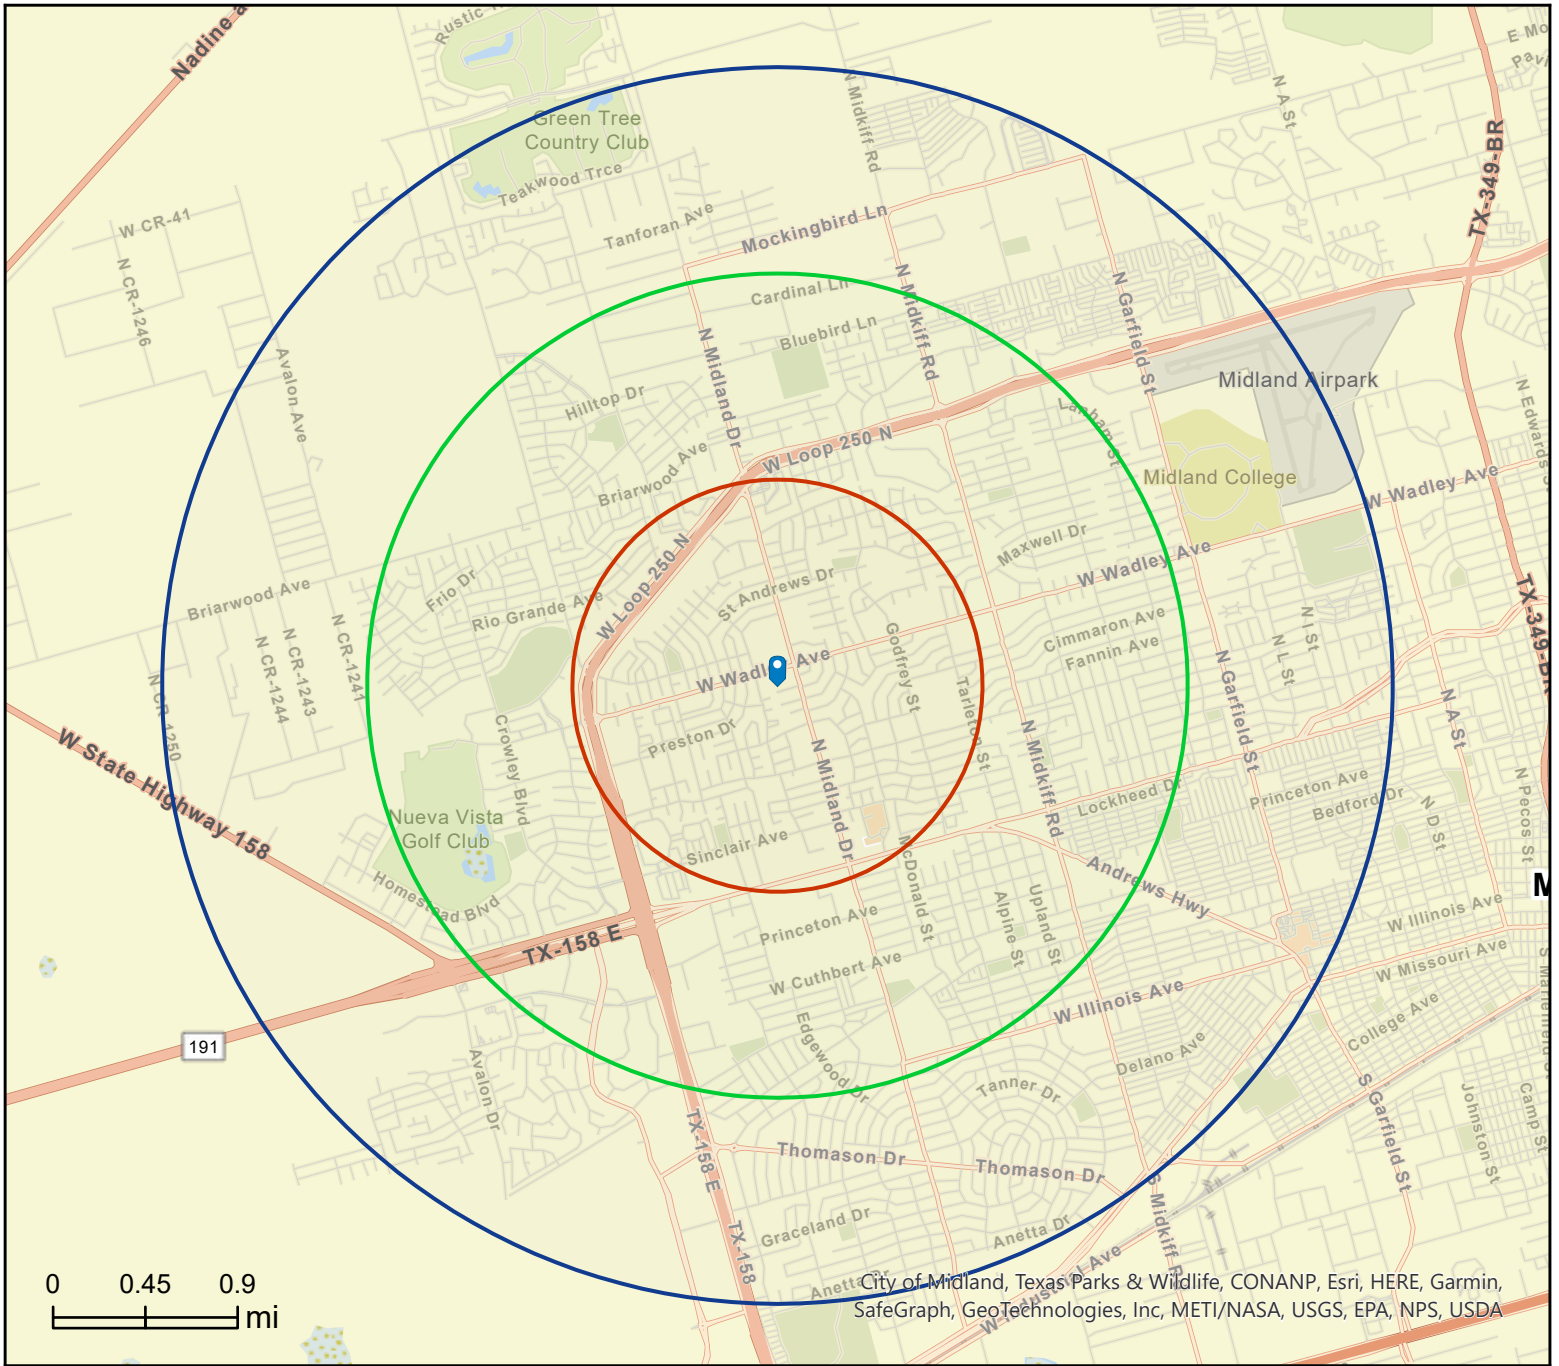 Nadine a
Rustic
N Midkiff Rd
N A St
E Mo
Pavi
TX-349-BR
Green Tree
Country Club
Teakwood Trce
W CR-41
Tanforan Ave
Mockingbird Ln
N CR-1246
Cardinal Ln
N Midkiff Rd
N Garfield St
Bluebird Ln
N Midland Dr
Avalon Ave
Hilltop Dr
Midland Airpark
Lanham St
N Edwards S
W Loop 250 N
Briarwood Ave
Midland College
W Wadley Ave
W Loop 250 N
Maxwell Dr
W Wadley Ave
St Andrews Dr
Frio Dr
Rio Grande Ave
Briarwood Ave
TX-349-BR
N CR-1241
N CR-1243
N CR-1244
Cimmaron Ave
Fannin Ave
N I St
N L St
Godfrey St
W Wadley Ave
N Garfield St
Tarleton St
N CR-1250
N A St
Preston Dr
Crowley Blvd
N Midland Dr
N Midkiff Rd
W State Highway 158
Lockheed Dr
Princeton Ave
Bedford Dr
N D St
N Pecos St
Nueva Vista
Golf Club
Sinclair Ave
McDonald St
Andrews Hwy
M
Homestead Blvd
Alpine St
Upland St
Princeton Ave
W Illinois Ave
TX-158 E
W Missouri Ave
W Cuthbert Ave
W Illinois Ave
College Ave
191
Edgewood Dr
Delano Ave
Avalon Dr
Tanner Dr
S Garfield St
Johnston St
Camp St
TX-158 E
Thomason Dr
Thomason Dr
S Midkiff R
Graceland Dr
Anetta Dr
TX-158
Anetta Dr
W Industrial Ave
0 0.45 0.9
mi
City of Midland, Texas Parks & Wildlife, CONANP, Esri, HERE, Garmin,
SafeGraph, GeoTechnologies, Inc, METI/NASA, USGS, EPA, NPS, USDA